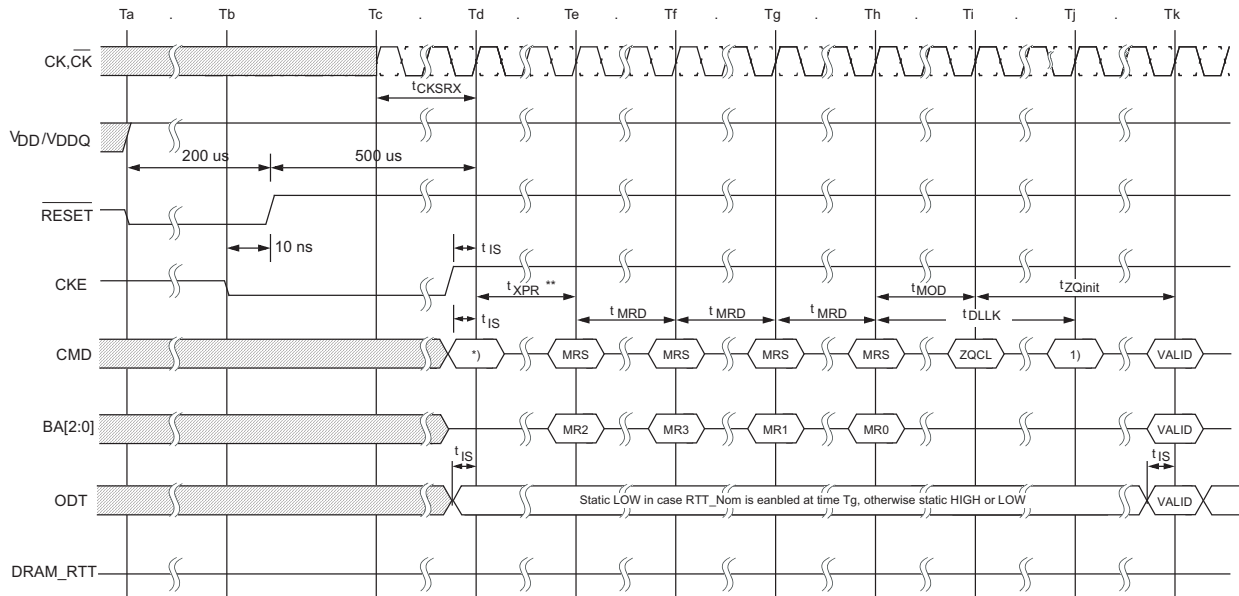 Ta . Tb Tc . Td . Te . Tf . Tg . Th . Ti . Tj . Tk .
CK,C̅K̅
tCKSRX
VDD/VDDQ
200 us 500 us
R̅E̅S̅E̅T̅
10 ns tIS
CKE
tXPR ** tMOD tZQinit
tIS tMRD tMRD tMRD tDLLK
CMD *) MRS MRS MRS MRS ZQCL 1) VALID
BA[2:0] MR2 MR3 MR1 MR0 VALID
tIS tIS
ODT Static LOW in case RTT_Nom is eanbled at time Tg, otherwise static HIGH or LOW VALID
DRAM_RTT